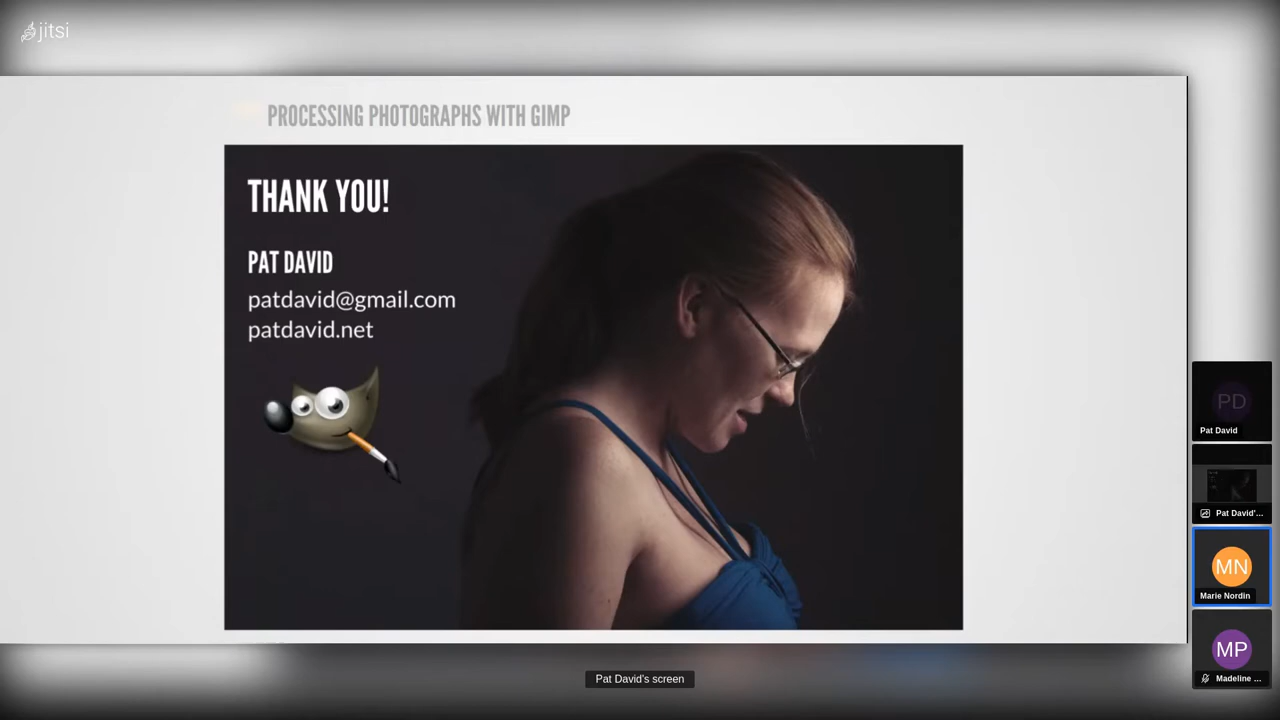 jitsi
PROCESSING PHOTOGRAPHS WITH GIMP
THANK YOU!
PAT DAVID
patdavid@gmail.com
patdavid.net
PD
Pat David
Pat David'...
MN
Marie Nordin
MP
Madeline ...
Pat David's screen